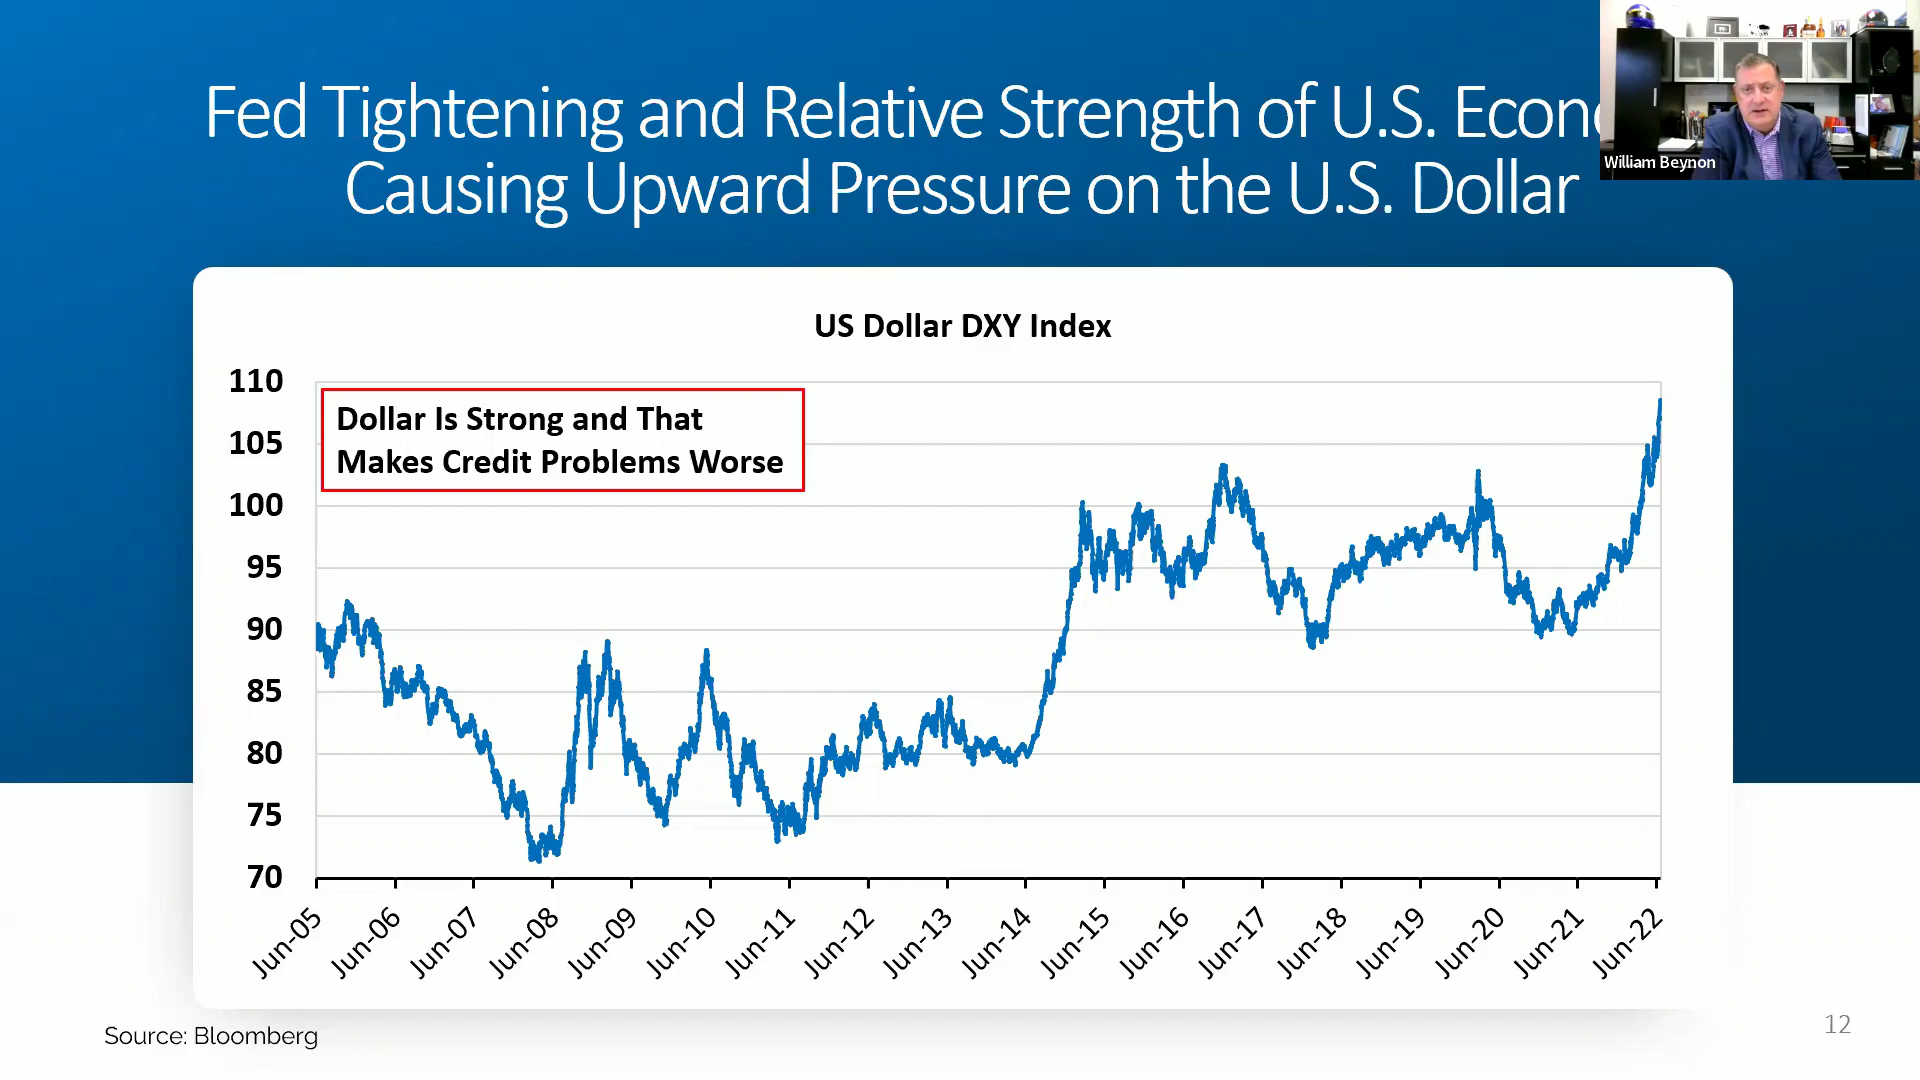 Fed Tightening and Relative Strength of U.S.
Causing Upward Pressure on the U.S. Dollar
William Beynon
US Dollar DXY Index
Dollar Is Strong and That
Makes Credit Problems Worse
110
105
100
95
90
85
80
75
70
Jun-05
Jun-06
Jun-07
Jun-08
Jun-09
Jun-10
Jun-11
Jun-12
Jun-13
Jun-14
Jun-15
Jun-16
Jun-17
Jun-18
Jun-19
Jun-20
Jun-21
Jun-22
Source: Bloomberg
12